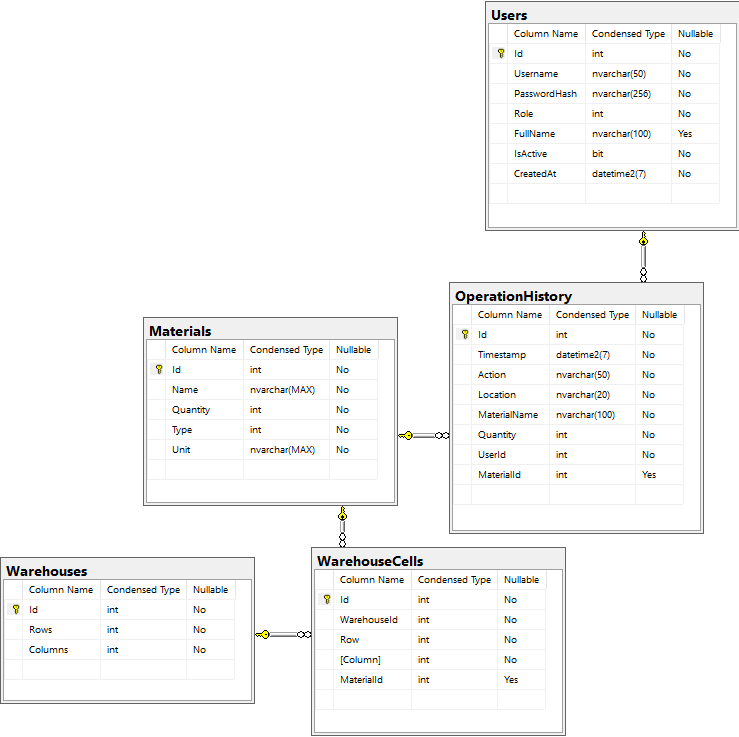 Users
Column Name Condensed Type Nullable
Id int No
Username nvarchar(50) No
PasswordHash nvarchar(256) No
Role int No
FullName nvarchar(100) Yes
IsActive bit No
CreatedAt datetime2(7) No
OperationHistory
Column Name Condensed Type Nullable
Id int No
Timestamp datetime2(7) No
Action nvarchar(50) No
Location nvarchar(20) No
MaterialName nvarchar(100) No
Quantity int No
UserId int No
MaterialId int Yes
Materials
Column Name Condensed Type Nullable
Id int No
Name nvarchar(MAX) No
Quantity int No
Type int No
Unit nvarchar(MAX) No
Warehouses
Column Name Condensed Type Nullable
Id int No
Rows int No
Columns int No
WarehouseCells
Column Name Condensed Type Nullable
Id int No
WarehouseId int No
Row int No
[Column] int No
MaterialId int Yes